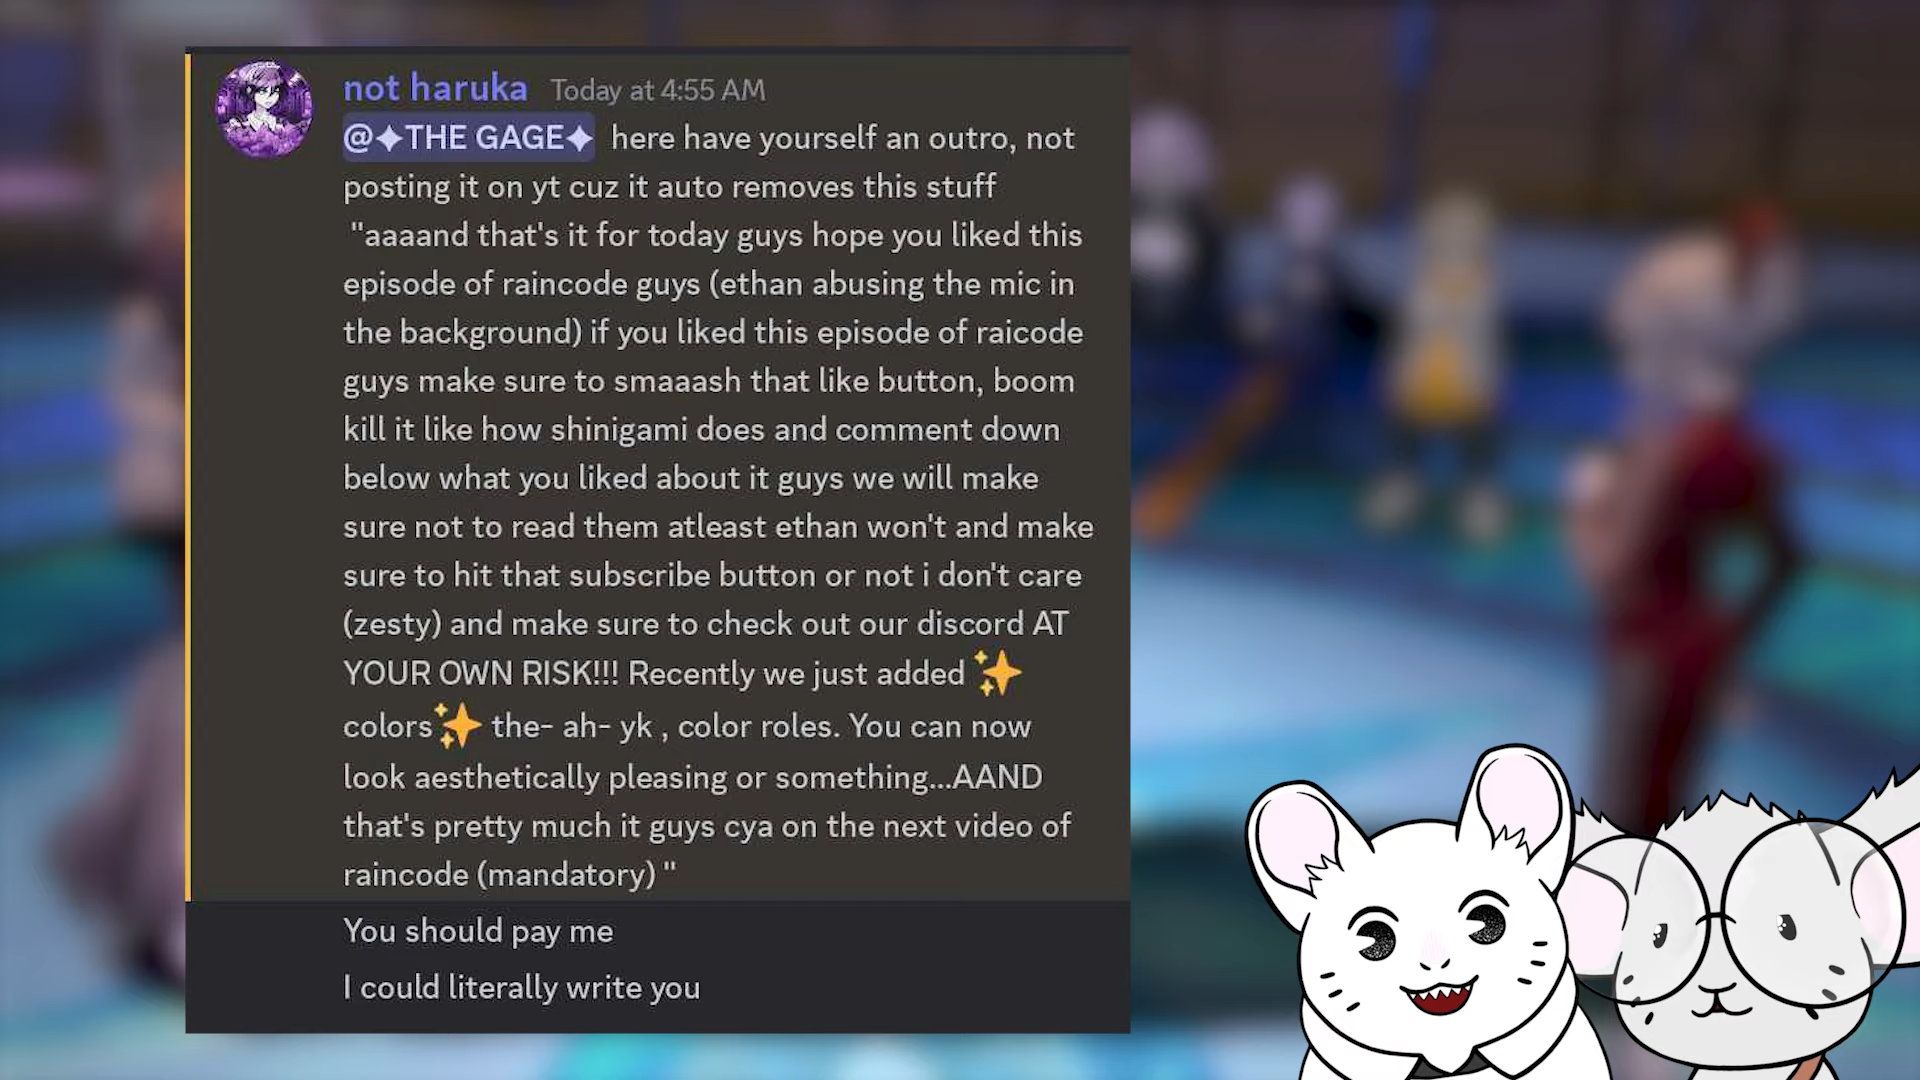 not haruka Today at 4:55 AM
@✦THE GAGE✦ here have yourself an outro, not
posting it on yt cuz it auto removes this stuff
"aaaand that's it for today guys hope you liked this
episode of raincode guys (ethan abusing the mic in
the background) if you liked this episode of raicode
guys make sure to smaaash that like button, boom
kill it like how shinigami does and comment down
below what you liked about it guys we will make
sure not to read them atleast ethan won't and make
sure to hit that subscribe button or not i don't care
(zesty) and make sure to check out our discord AT
YOUR OWN RISK!!! Recently we just added ✨
colors✨ the- ah- yk , color roles. You can now
look aesthetically pleasing or something...AAND
that's pretty much it guys cya on the next video of
raincode (mandatory) "
You should pay me
I could literally write you